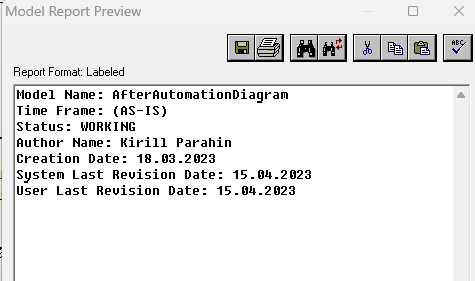 Model Report Preview
ABC
Report Format: Labeled
Model Name: AfterAutomationDiagram
Time Frame: (AS-IS)
Status: WORKING
Author Name: Kirill Parahin
Creation Date: 18.03.2023
System Last Revision Date: 15.04.2023
User Last Revision Date: 15.04.2023